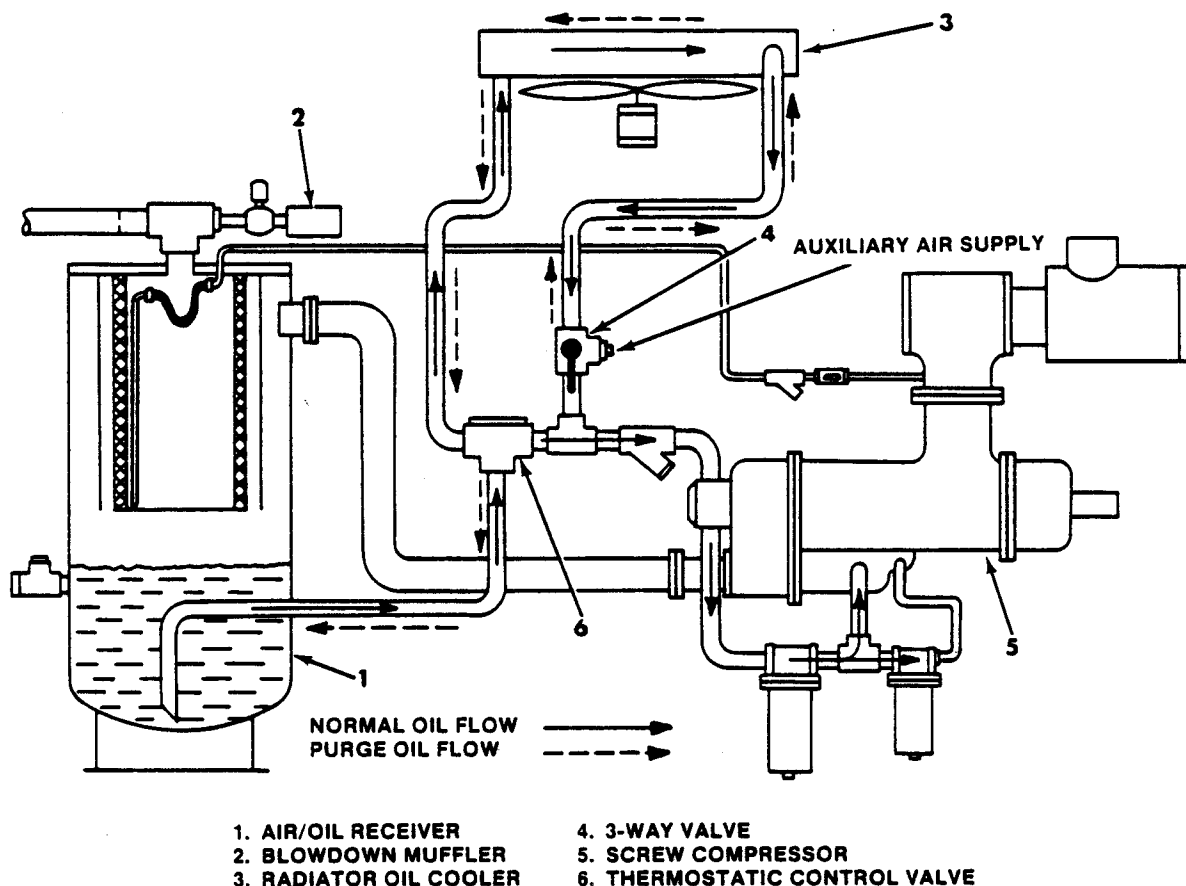 3
2
4
AUXILIARY AIR SUPPLY
6
5
1
NORMAL OIL FLOW
PURGE OIL FLOW
1. AIR/OIL RECEIVER
2. BLOWDOWN MUFFLER
3. RADIATOR OIL COOLER
4. 3-WAY VALVE
5. SCREW COMPRESSOR
6. THERMOSTATIC CONTROL VALVE